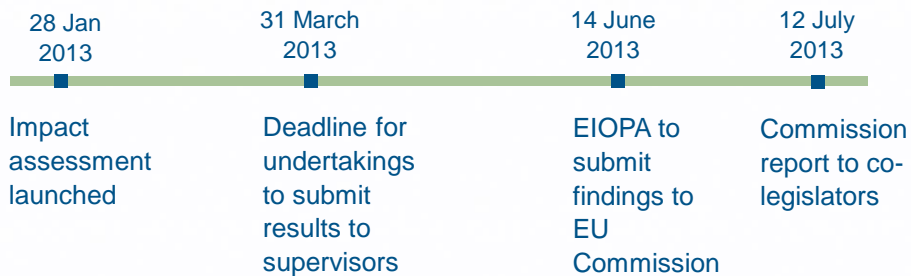 28 Jan
2013
31 March
2013
14 June
2013
12 July
2013
Impact
assessment
launched
Deadline for
undertakings
to submit
results to
supervisors
EIOPA to
submit
findings to
EU
Commission
Commission
report to co-
legislators